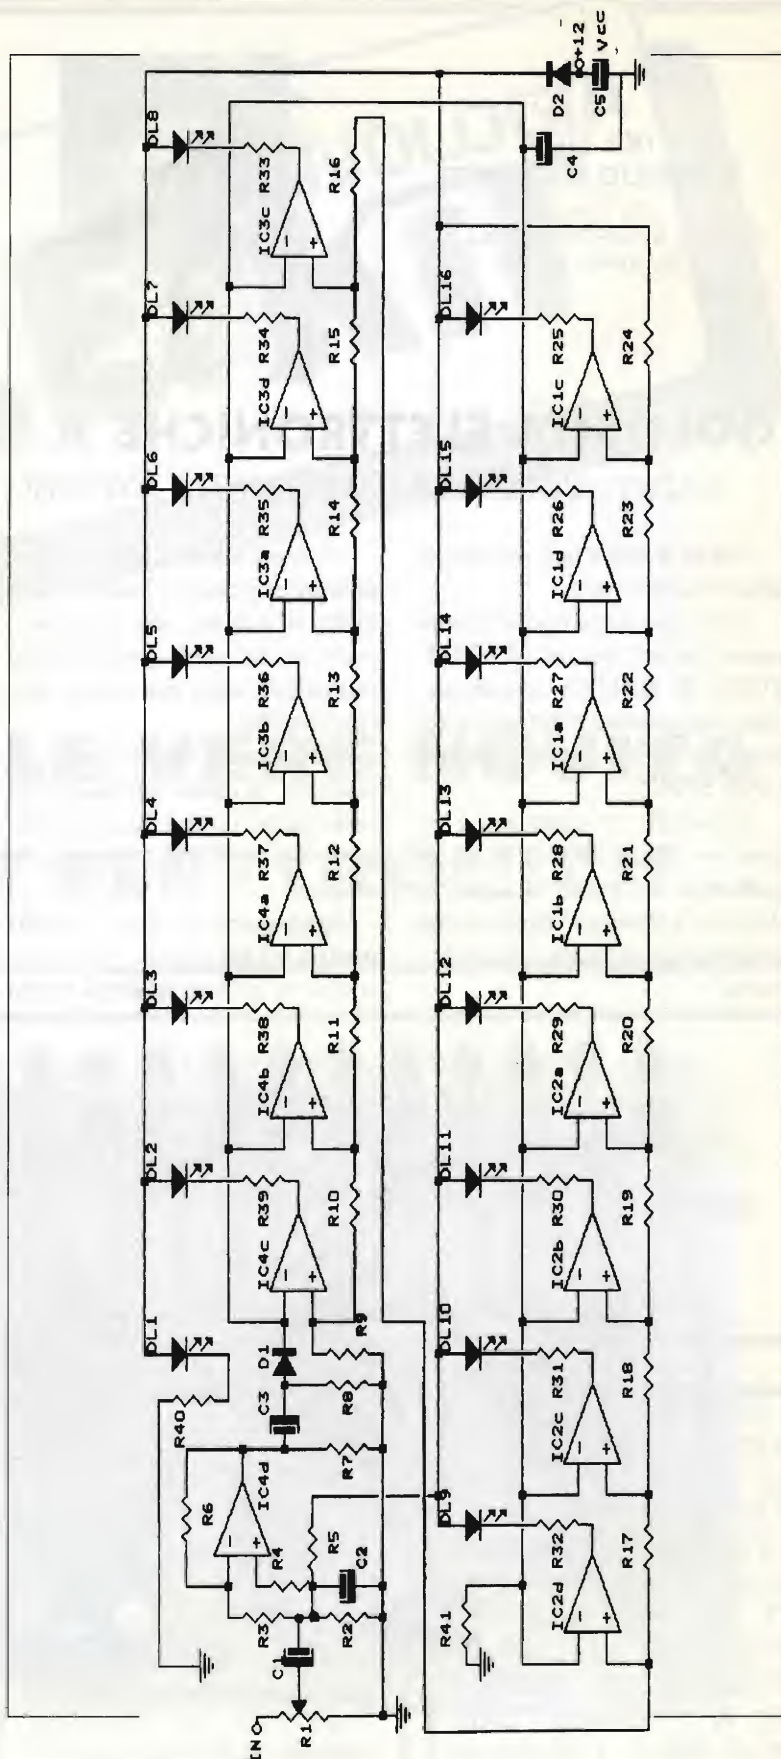 DL1 DL2 DL3 DL4 DL5 DL6 DL7 DL8
R40 R39 R38 R37 R36 R35 R34 R33
R6
IC4d IC4c IC4b IC4a IC3b IC3a IC3d IC3c
− − − − − − − −
+ + + + + + + +
R3 R4 C3 D1
IN
C1
R1 R2 R5 C2 R7 R8 R9 R10 R11 R12 R13 R14 R15 R16
DL9 DL10 DL11 DL12 DL13 DL14 DL15 DL16
D2
+12
C5
Vcc
C4
R41
R32 R31 R30 R29 R28 R27 R26 R25
IC2d IC2c IC2b IC2a IC1b IC1a IC1d IC1c
− − − − − − − −
+ + + + + + + +
R17 R18 R19 R20 R21 R22 R23 R24